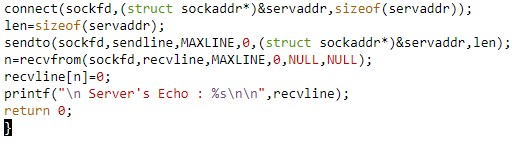 connect(sockfd,(struct sockaddr*)&servaddr,sizeof(servaddr));
len=sizeof(servaddr);
sendto(sockfd,sendline,MAXLINE,0,(struct sockaddr*)&servaddr,len);
n=recvfrom(sockfd,recvline,MAXLINE,0,NULL,NULL);
recvline[n]=0;
printf("\n Server's Echo : %s\n\n",recvline);
return 0;
}